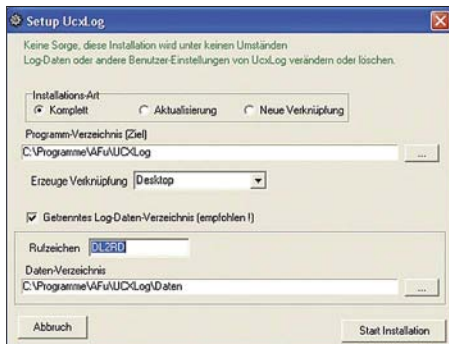 Setup UcxLog
Keine Sorge, diese Installation wird unter keinen Umständen
Log-Daten oder andere Benutzer-Einstellungen von UcxLog verändern oder löschen.
Installations-Art
Komplett Aktualisierung Neue Verknüpfung
Programm-Verzeichnis (Ziel)
C:\Programme\AFu\UCXLog ...
Erzeuge Verknüpfung Desktop
Getrenntes Log-Daten-Verzeichnis (empfohlen !)
Rufzeichen DL2RD
Daten-Verzeichnis
C:\Programme\AFu\UCXLog\Daten ...
Abbruch Start Installation